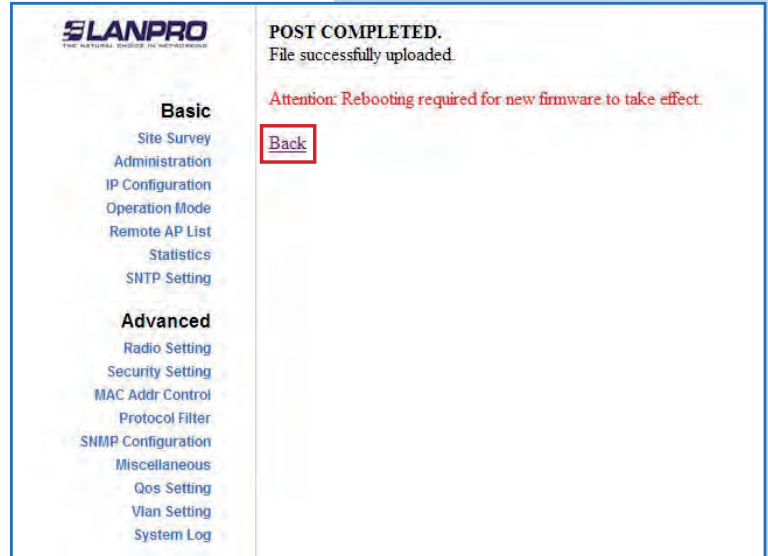 LANPRO
THE NATURAL CHOICE IN NETWORKING
Basic
Site Survey
Administration
IP Configuration
Operation Mode
Remote AP List
Statistics
SNTP Setting
Advanced
Radio Setting
Security Setting
MAC Addr Control
Protocol Filter
SNMP Configuration
Miscellaneous
Qos Setting
Vlan Setting
System Log
POST COMPLETED.
File successfully uploaded.
Attention: Rebooting required for new firmware to take effect.
Back